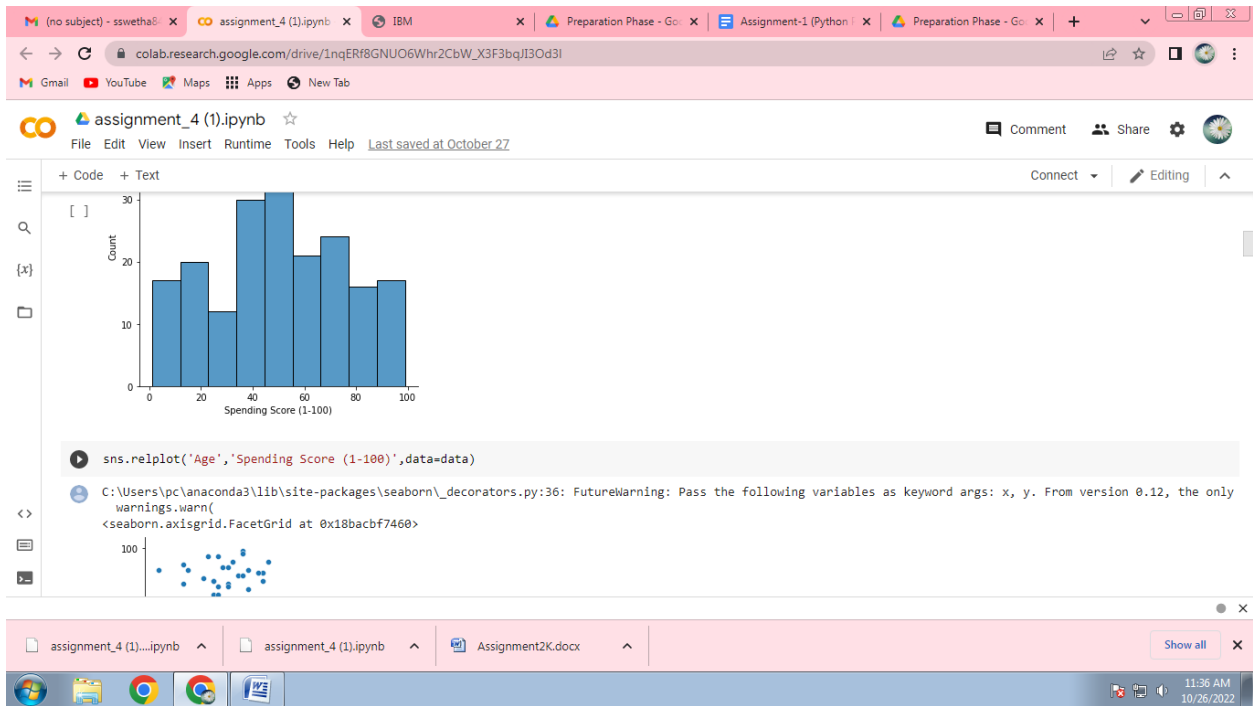 (no subject) - sswetha8
assignment_4 (1).ipynb
IBM
Preparation Phase - Goo
Assignment-1 (Python
Preparation Phase - Goo
colab.research.google.com/drive/1nqERf8GNUO6Whr2CbW_X3F3bqJI3Od3I
Gmail YouTube Maps Apps New Tab
assignment_4 (1).ipynb
Comment Share
File Edit View Insert Runtime Tools Help Last saved at October 27
+ Code + Text
Connect Editing
[ ]
{x}
30
20
10
0
Count
0 20 40 60 80 100
Spending Score (1-100)
sns.relplot('Age','Spending Score (1-100)',data=data)
C:\Users\pc\anaconda3\lib\site-packages\seaborn\_decorators.py:36: FutureWarning: Pass the following variables as keyword args: x, y. From version 0.12, the only
warnings.warn(
<seaborn.axisgrid.FacetGrid at 0x18bacbf7460>
100
assignment_4 (1)....ipynb
assignment_4 (1).ipynb
Assignment2K.docx
Show all
11:36 AM
10/26/2022